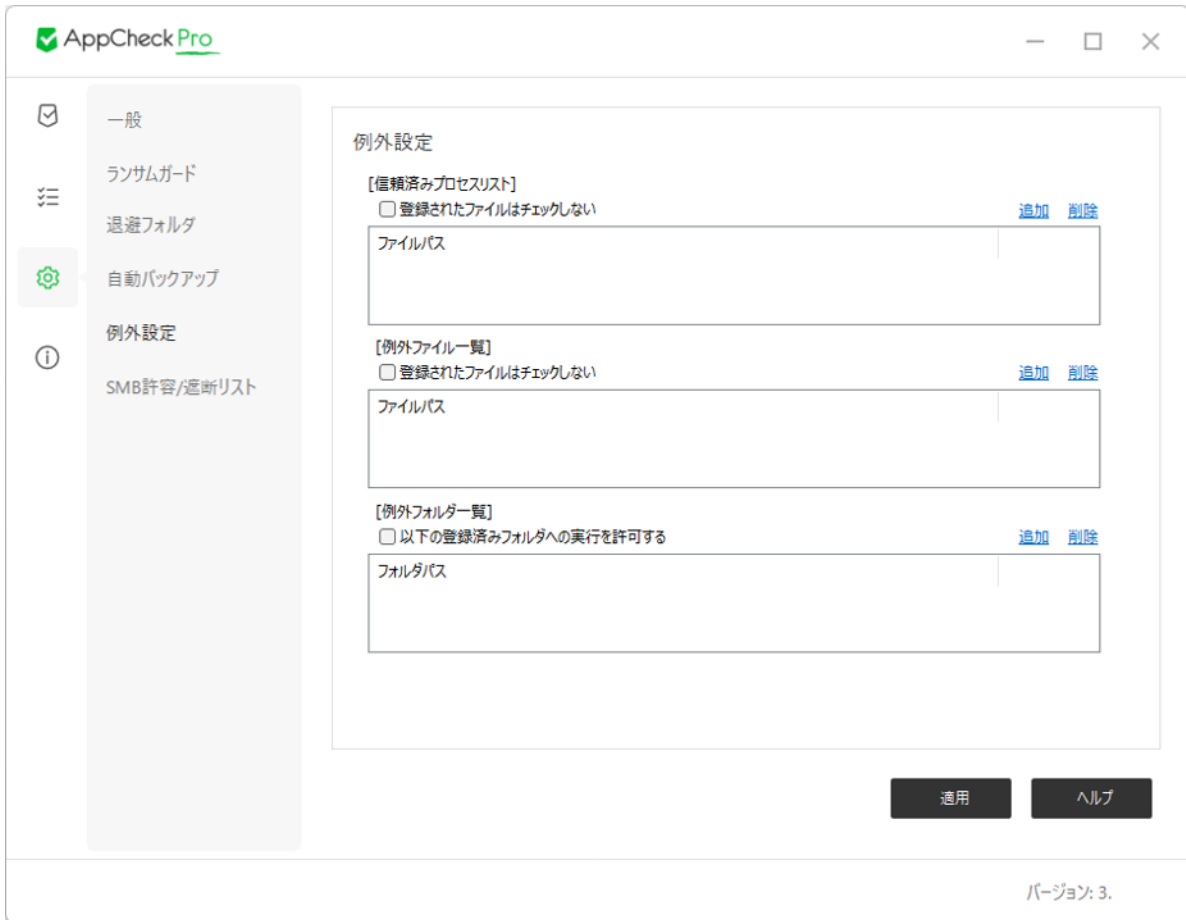 AppCheck Pro
一般
ランサムガード
退避フォルダ
自動バックアップ
例外設定
SMB許容/遮断リスト
例外設定
[信頼済みプロセスリスト]
登録されたファイルはチェックしない 追加 削除
ファイルパス
[例外ファイル一覧]
登録されたファイルはチェックしない 追加 削除
ファイルパス
[例外フォルダ一覧]
以下の登録済みフォルダへの実行を許可する 追加 削除
フォルダパス
適用 ヘルプ
バージョン: 3.